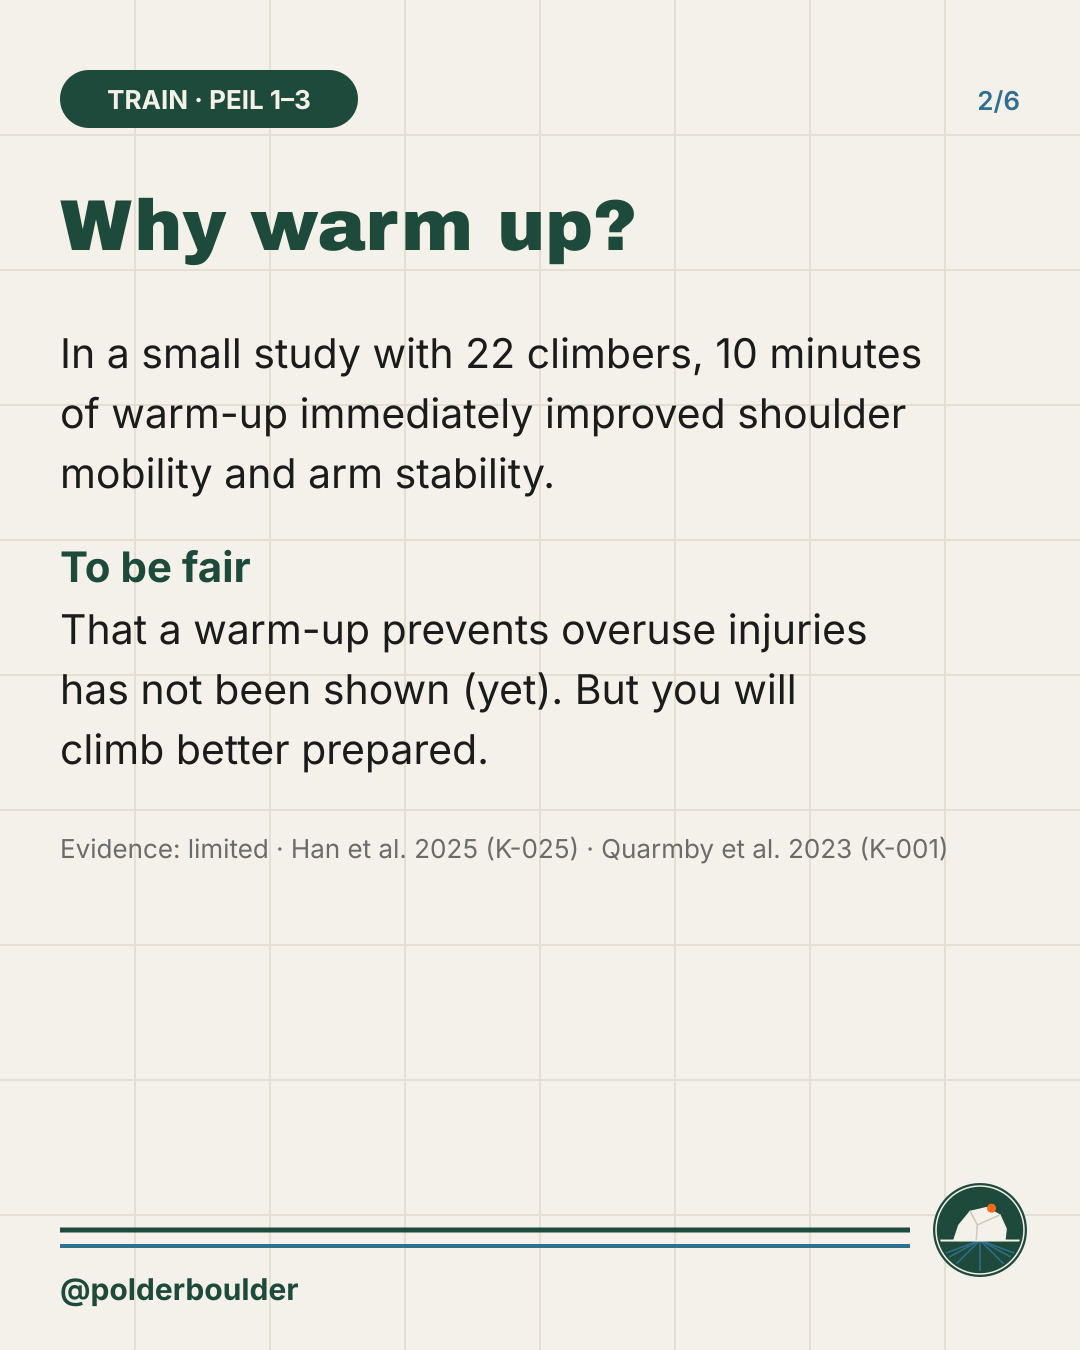 TRAIN · PEIL 1–3
2/6
Why warm up?
In a small study with 22 climbers, 10 minutes
of warm-up immediately improved shoulder
mobility and arm stability.
To be fair
That a warm-up prevents overuse injuries
has not been shown (yet). But you will
climb better prepared.
Evidence: limited · Han et al. 2025 (K-025) · Quarmby et al. 2023 (K-001)
@polderboulder